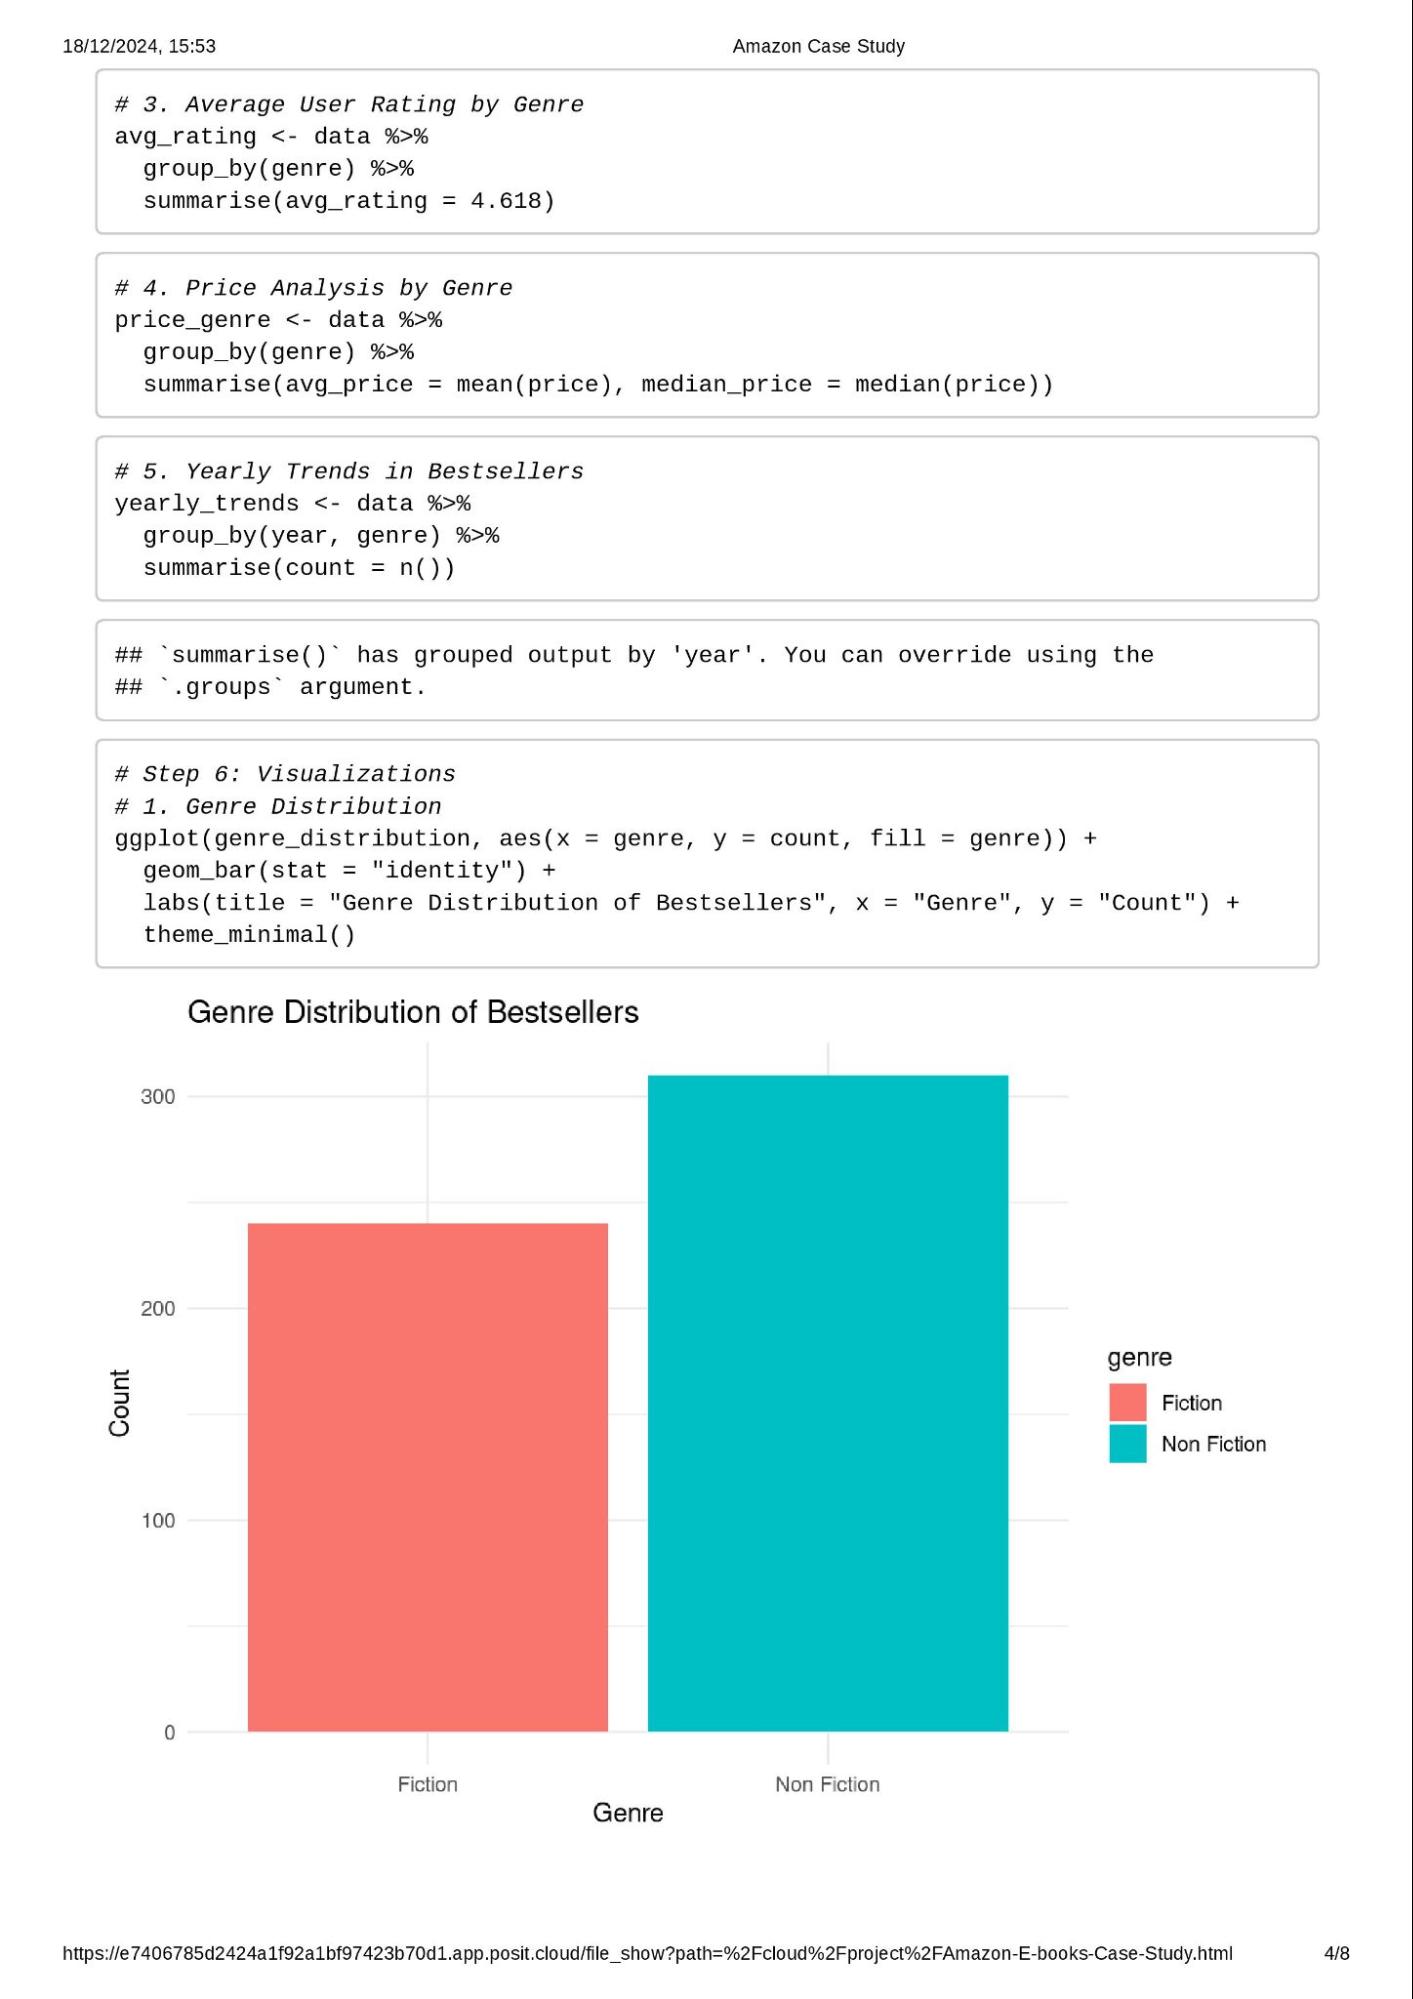 18/12/2024, 15:53 Amazon Case Study
# 3. Average User Rating by Genre
avg_rating <- data %>%
  group_by(genre) %>%
  summarise(avg_rating = 4.618)
# 4. Price Analysis by Genre
price_genre <- data %>%
  group_by(genre) %>%
  summarise(avg_price = mean(price), median_price = median(price))
# 5. Yearly Trends in Bestsellers
yearly_trends <- data %>%
  group_by(year, genre) %>%
  summarise(count = n())
## `summarise()` has grouped output by 'year'. You can override using the
## `.groups` argument.
# Step 6: Visualizations
# 1. Genre Distribution
ggplot(genre_distribution, aes(x = genre, y = count, fill = genre)) +
  geom_bar(stat = "identity") +
  labs(title = "Genre Distribution of Bestsellers", x = "Genre", y = "Count") +
  theme_minimal()
Genre Distribution of Bestsellers
300
200
100
0
Count
Fiction Non Fiction
Genre
genre
Fiction
Non Fiction
https://e7406785d2424a1f92a1bf97423b70d1.app.posit.cloud/file_show?path=%2Fcloud%2Fproject%2FAmazon-E-books-Case-Study.html 4/8